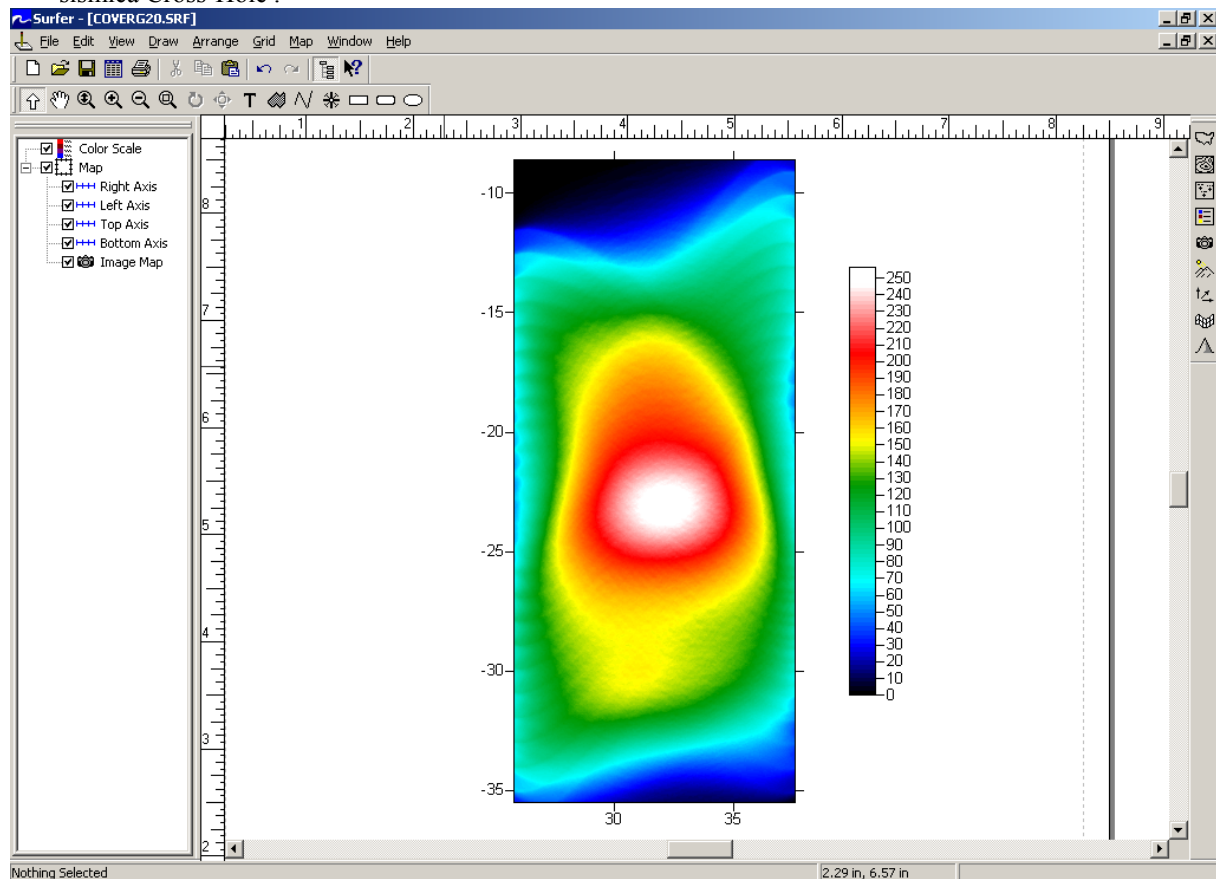 sismica Cross-Hole .
Surfer - [COVERG20.SRF]
File Edit View Draw Arrange Grid Map Window Help
T
1 2 3 4 5 6 7 8 9
Color Scale
Map
Right Axis
Left Axis
Top Axis
Bottom Axis
Image Map
8
7
6
5
4
3
2
-10
-15
-20
-25
-30
-35
30 35
250
240
230
220
210
200
190
180
170
160
150
140
130
120
110
100
90
80
70
60
50
40
30
20
10
0
Nothing Selected
2.29 in, 6.57 in